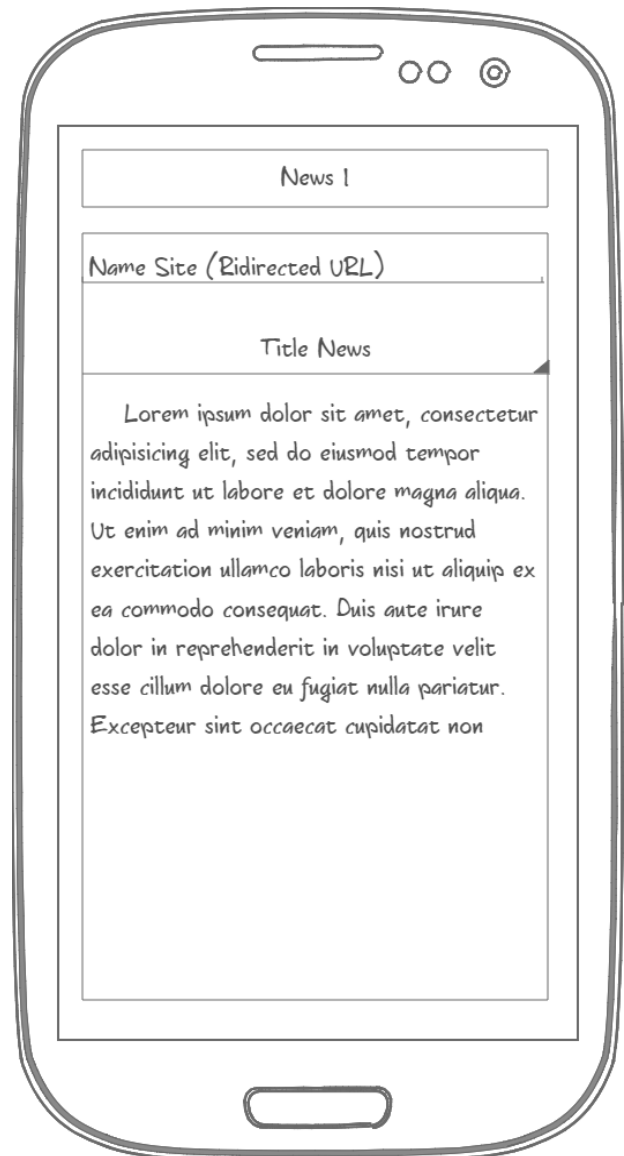 News 1
Name Site (Ridirected URL)
Title News
Lorem ipsum dolor sit amet, consectetur
adipisicing elit, sed do eiusmod tempor
incididunt ut labore et dolore magna aliqua.
Ut enim ad minim veniam, quis nostrud
exercitation ullamco laboris nisi ut aliquip ex
ea commodo consequat. Duis aute irure
dolor in reprehenderit in voluptate velit
esse cillum dolore eu fugiat nulla pariatur.
Excepteur sint occaecat cupidatat non